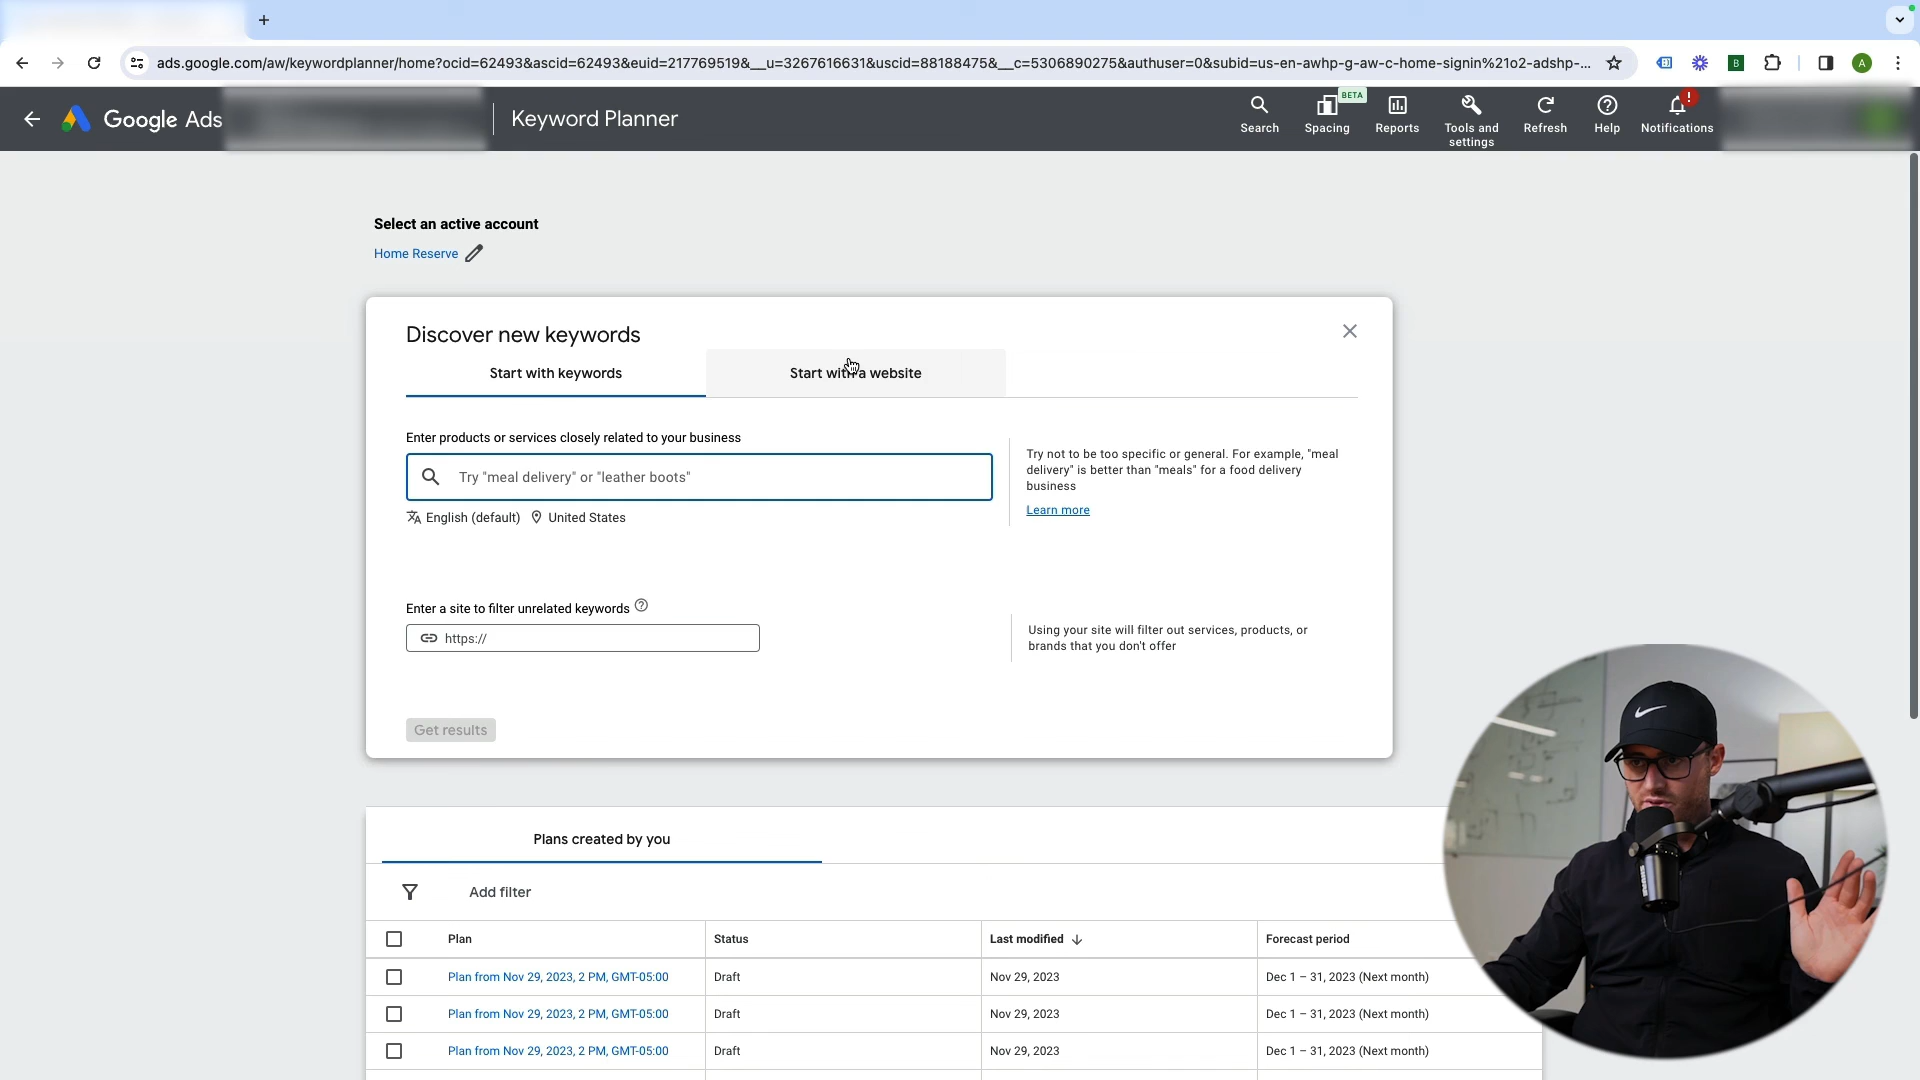 ads.google.com/aw/keywordplanner/home?ocid=62493&ascid=62493&euid=217769519&__u=3267616631&uscid=88188475&__c=5306890275&authuser=0&subid=us-en-awhp-g-aw-c-home-signin%21o2-adshp-...
B
A
Google Ads
Keyword Planner
Search
BETA
Spacing
Reports
Tools and
settings
Refresh
Help
!
Notifications
Select an active account
Home Reserve
Discover new keywords
Start with keywords
Start with a website
Enter products or services closely related to your business
Try "meal delivery" or "leather boots"
English (default)
United States
Try not to be too specific or general. For example, "meal
delivery" is better than "meals" for a food delivery
business
Learn more
Enter a site to filter unrelated keywords
https://
Using your site will filter out services, products, or
brands that you don't offer
Get results
Plans created by you
Add filter
Plan Status Last modified Forecast period
Plan from Nov 29, 2023, 2 PM, GMT-05:00 Draft Nov 29, 2023 Dec 1 – 31, 2023 (Next month)
Plan from Nov 29, 2023, 2 PM, GMT-05:00 Draft Nov 29, 2023 Dec 1 – 31, 2023 (Next month)
Plan from Nov 29, 2023, 2 PM, GMT-05:00 Draft Nov 29, 2023 Dec 1 – 31, 2023 (Next month)